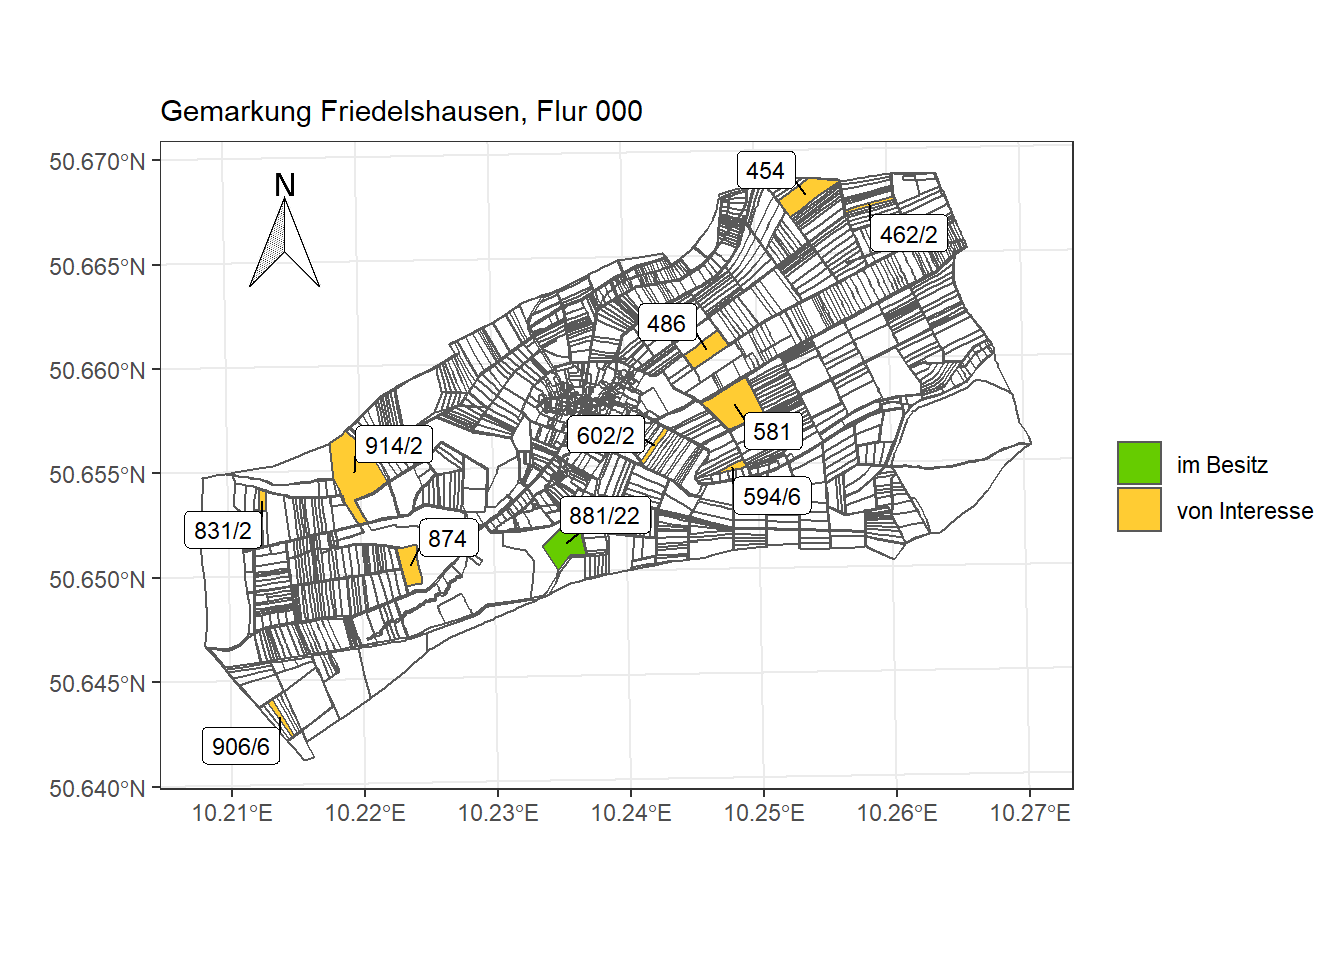 Gemarkung Friedelshausen, Flur 000
50.670°N
50.665°N
50.660°N
50.655°N
50.650°N
50.645°N
50.640°N
N
454
462/2
486
581
602/2
914/2
594/6
881/22
831/2
874
906/6
10.21°E
10.22°E
10.23°E
10.24°E
10.25°E
10.26°E
10.27°E
im Besitz
von Interesse